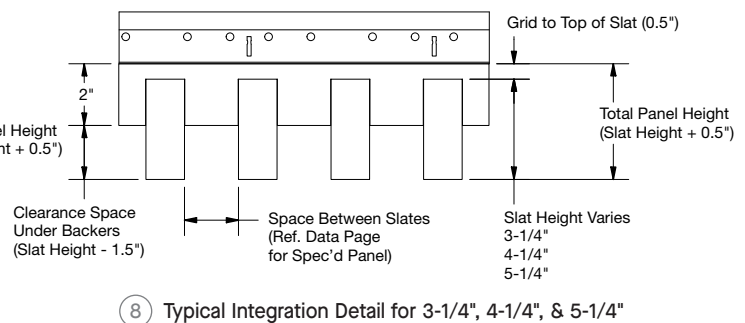 Grid to Top of Slat (0.5")
2"
Total Panel Height
(Slat Height + 0.5")
Height
+ 0.5")
Clearance Space
Under Backers
(Slat Height - 1.5")
Space Between Slates
(Ref. Data Page
for Spec'd Panel)
Slat Height Varies
3-1/4"
4-1/4"
5-1/4"
8 Typical Integration Detail for 3-1/4", 4-1/4", & 5-1/4"